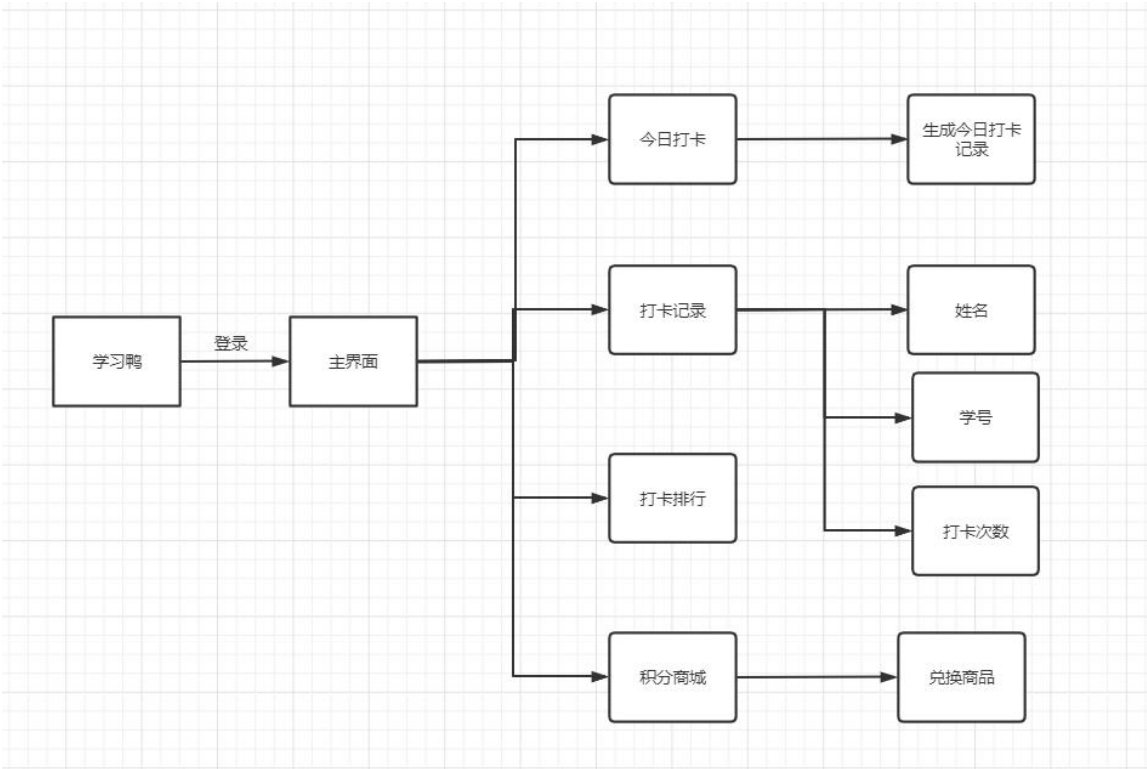 今日打卡
生成今日打卡
记录
打卡记录
姓名
学习鸭
登录
主界面
学号
打卡排行
打卡次数
积分商城
兑换商品